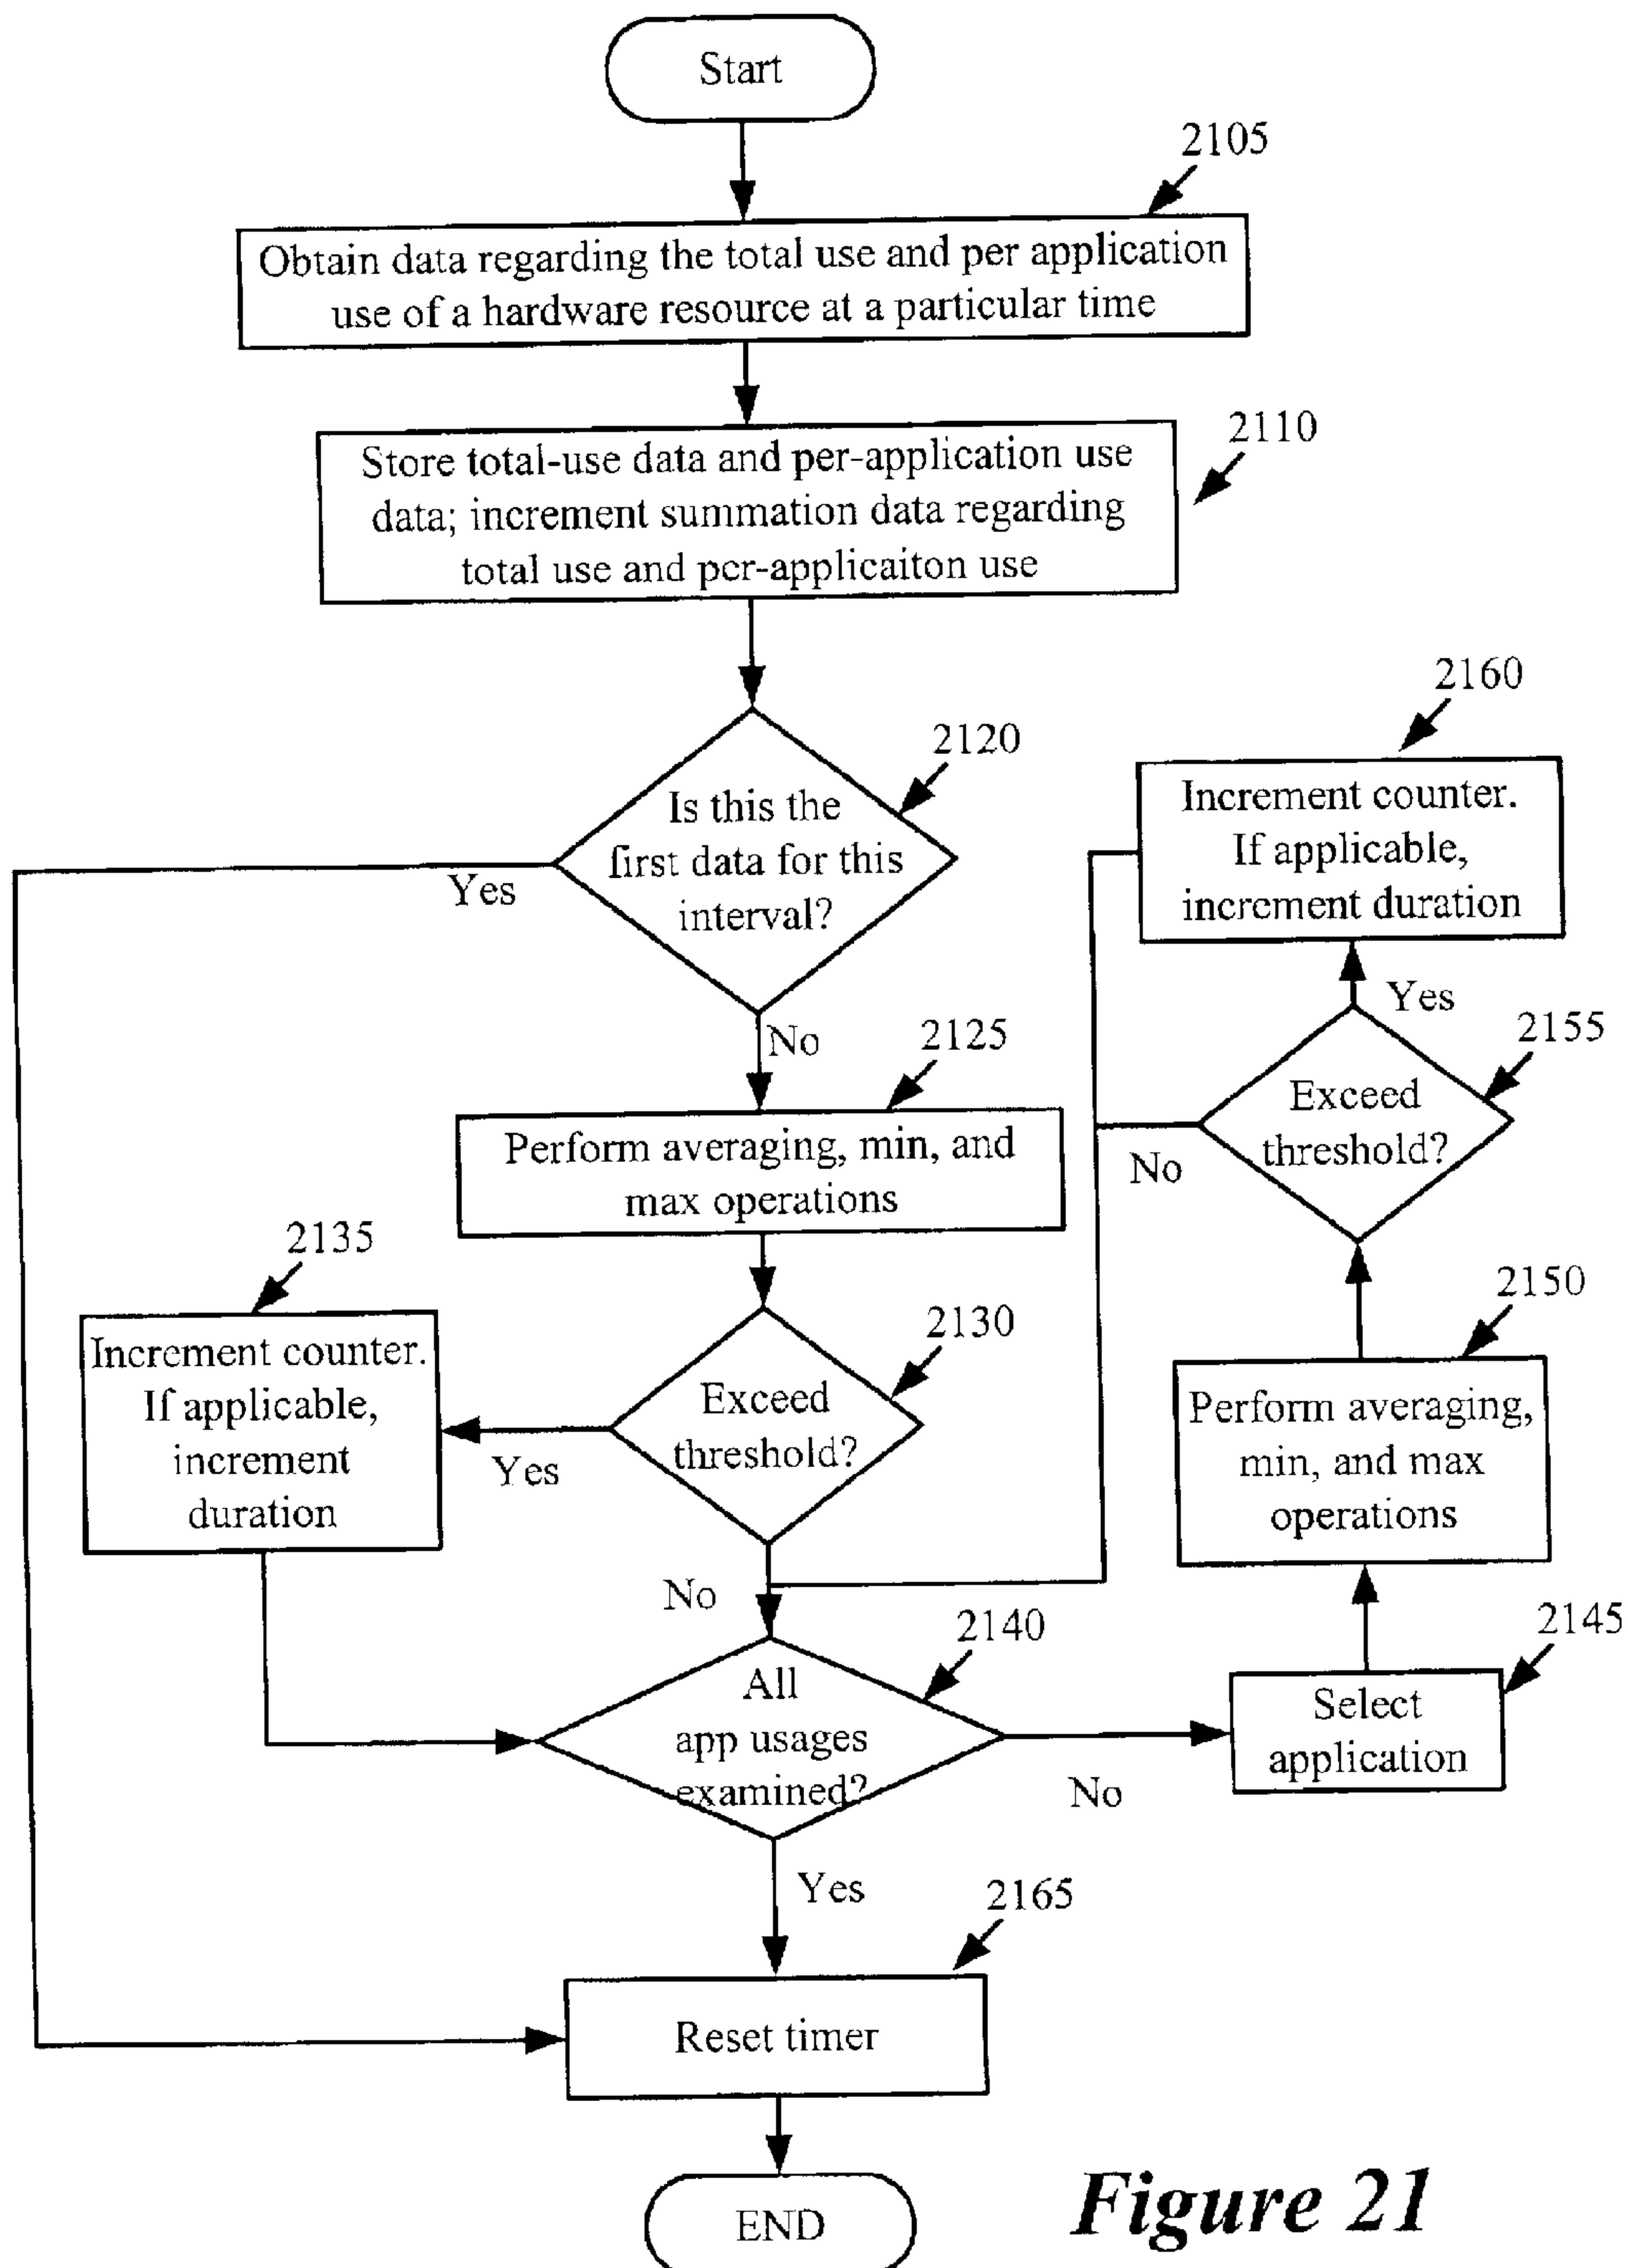 Start
2105
Obtain data regarding the total use and per application
use of a hardware resource at a particular time
2110
Store total-use data and per-application use
data; increment summation data regarding
total use and per-applicaiton use
2120
Is this the
first data for this
interval?
Yes
No
2160
Increment counter.
If applicable,
increment duration
Yes
2155
Exceed
threshold?
No
2125
Perform averaging, min, and
max operations
2135
Increment counter.
If applicable,
increment
duration
2130
Exceed
threshold?
Yes
No
2150
Perform averaging,
min, and max
operations
2140
All
app usages
examined?
No
2145
Select
application
Yes
2165
Reset timer
END
Figure 21